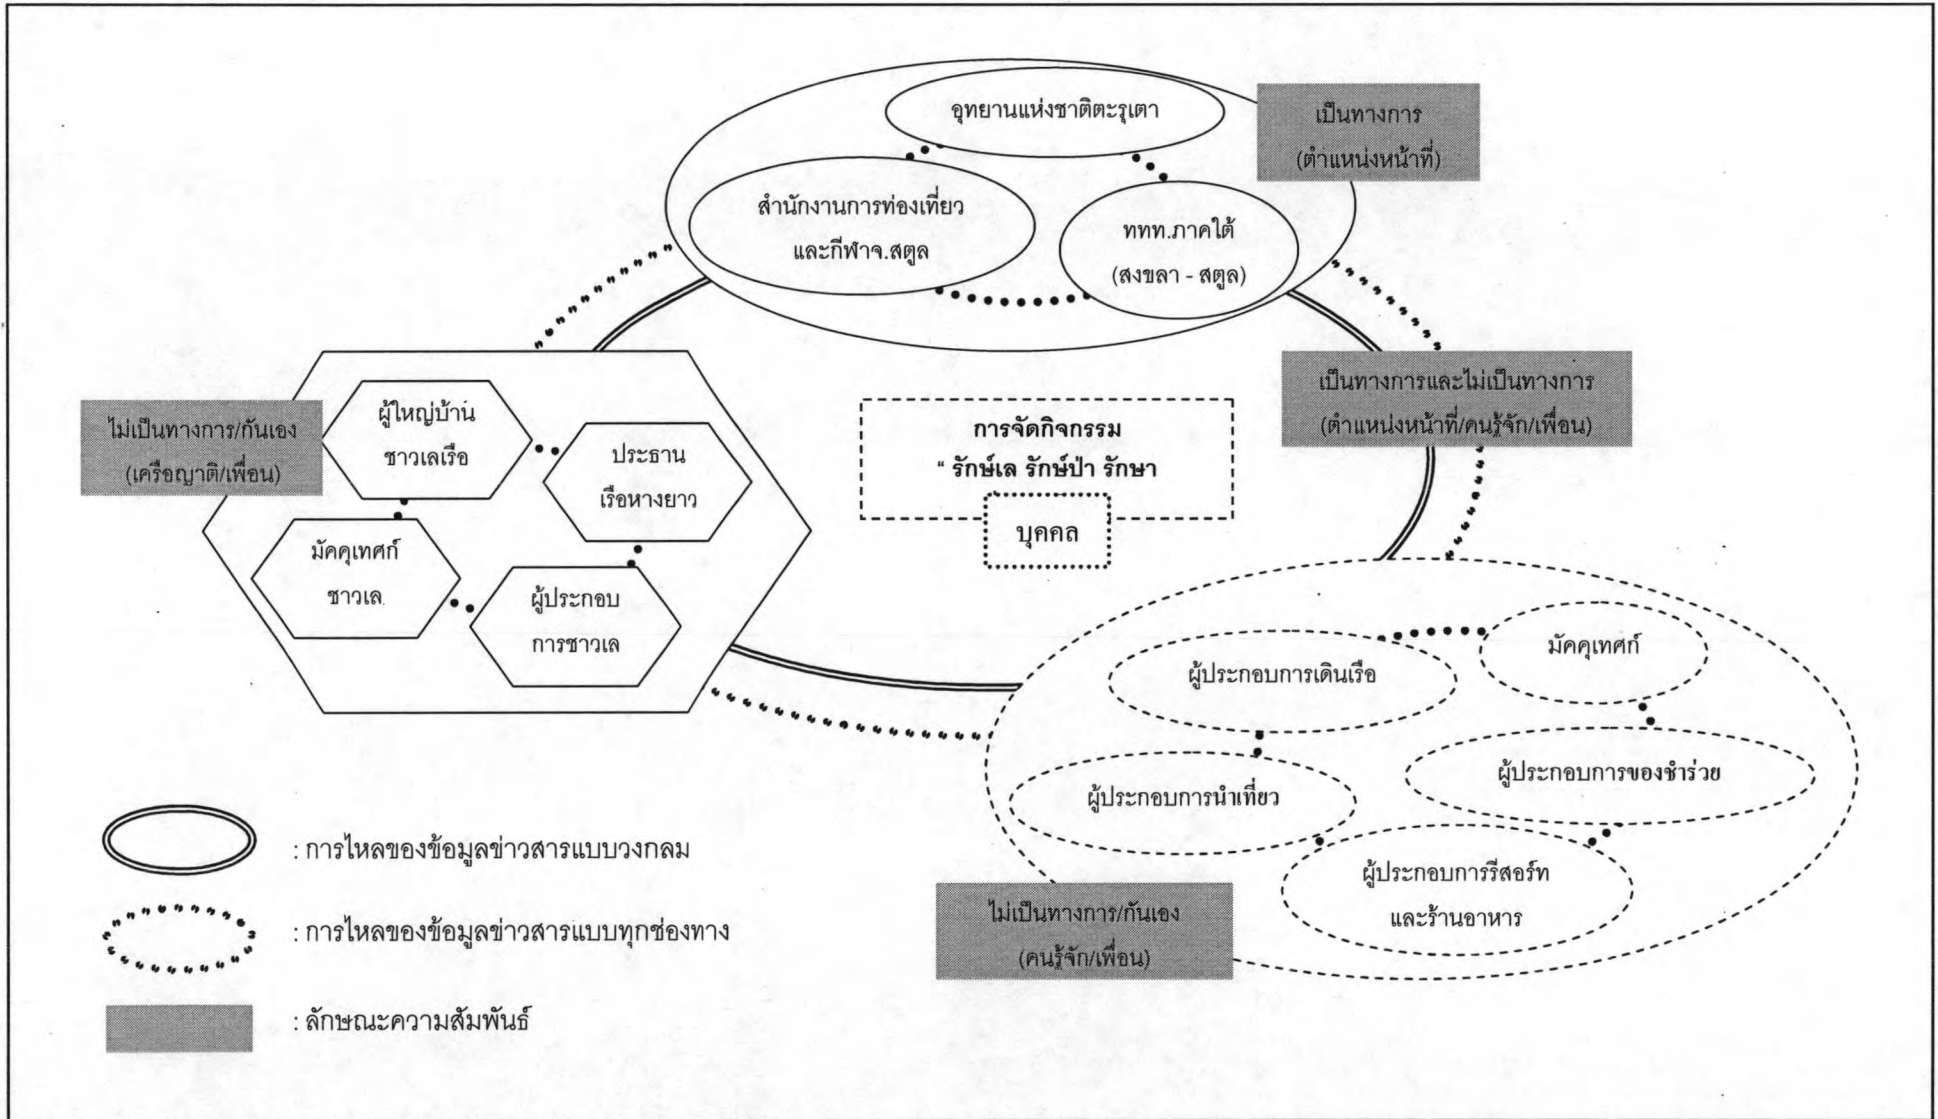 อุทยานแห่งชาติตะรุเตา
เป็นทางการ
(ตำแหน่งหน้าที่)
สำนักงานการท่องเที่ยว
และกีฬาจ.สตูล
ททท.ภาคใต้
(สงขลา - สตูล)
เป็นทางการและไม่เป็นทางการ
(ตำแหน่งหน้าที่/คนรู้จัก/เพื่อน)
ไม่เป็นทางการ/กันเอง
(เครือญาติ/เพื่อน)
ผู้ใหญ่บ้าน
ชาวเลเรือ
ประธาน
เรือหางยาว
มัคคุเทศก์
ชาวเล
ผู้ประกอบ
การชาวเล
การจัดกิจกรรม
“ รักษ์เล รักษ์ป่า รักษา
บุคคล
ผู้ประกอบการเดินเรือ
มัคคุเทศก์
ผู้ประกอบการนำเที่ยว
ผู้ประกอบการของชำร่วย
ผู้ประกอบการรีสอร์ท
และร้านอาหาร
ไม่เป็นทางการ/กันเอง
(คนรู้จัก/เพื่อน)
: การไหลของข้อมูลข่าวสารแบบวงกลม
: การไหลของข้อมูลข่าวสารแบบทุกช่องทาง
: ลักษณะความสัมพันธ์